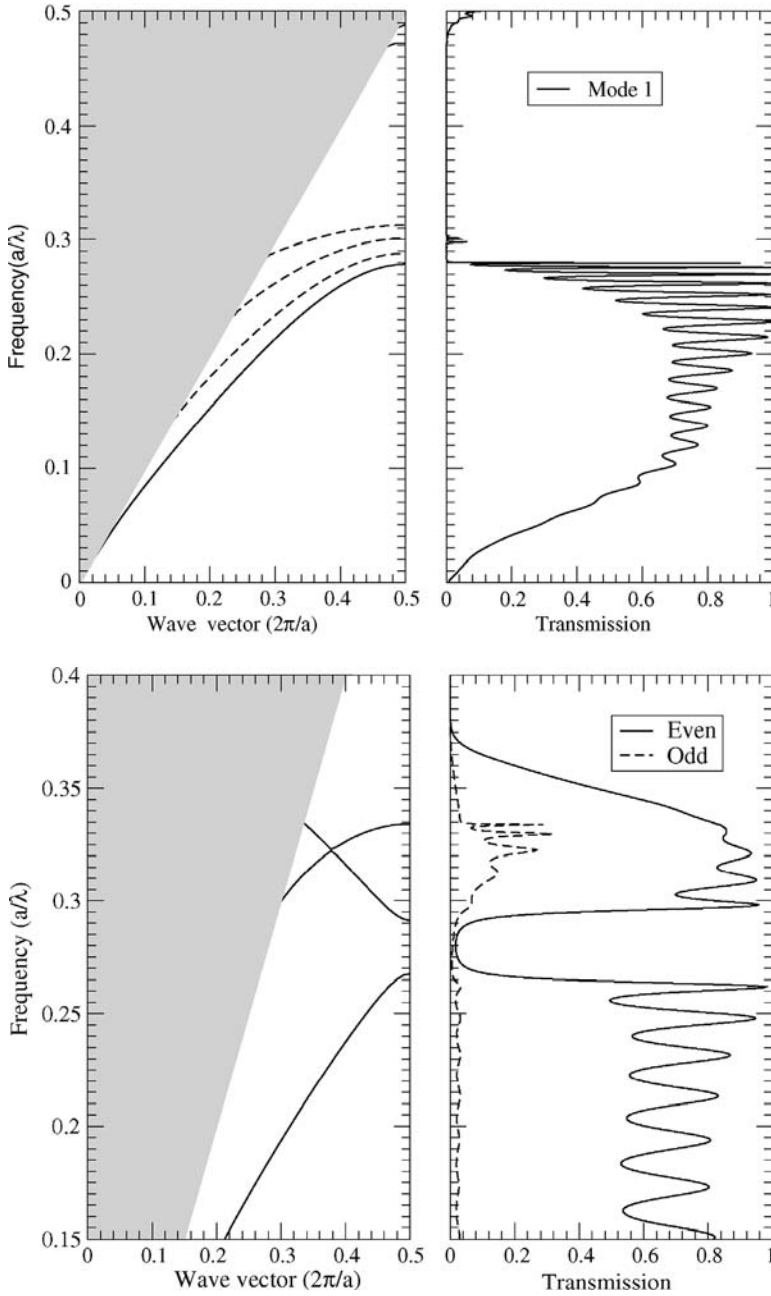 0.5
0.4
0.3
0.2
0.1
0
Frequency(a/λ)
0 0.1 0.2 0.3 0.4 0.5
Wave vector (2π/a)
Mode 1
0 0.2 0.4 0.6 0.8 1
Transmission
0.4
0.35
0.3
0.25
0.2
0.15
Frequency (a/λ)
0 0.1 0.2 0.3 0.4 0.5
Wave vector (2π/a)
Even
Odd
0 0.2 0.4 0.6 0.8 1
Transmission